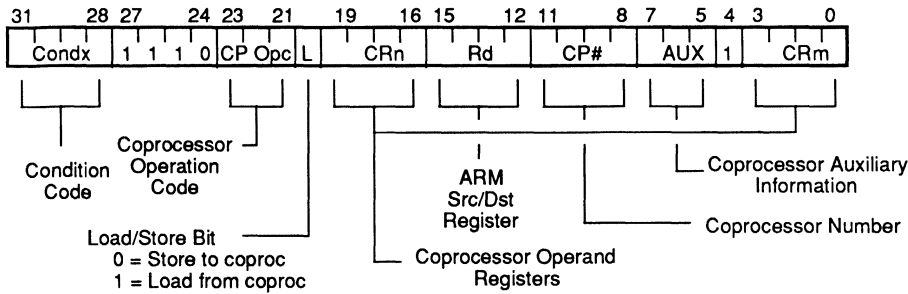 31 28 27 24 23 21 19 16 15 12 11 8 7 5 4 3 0
Condx 1 1 1 0 CP Opc L CRn Rd CP# AUX 1 CRm
Condition
Code
Coprocessor
Operation
Code
Load/Store Bit
0 = Store to coproc
1 = Load from coproc
ARM
Src/Dst
Register
Coprocessor Operand
Registers
Coprocessor Auxiliary
Information
Coprocessor Number